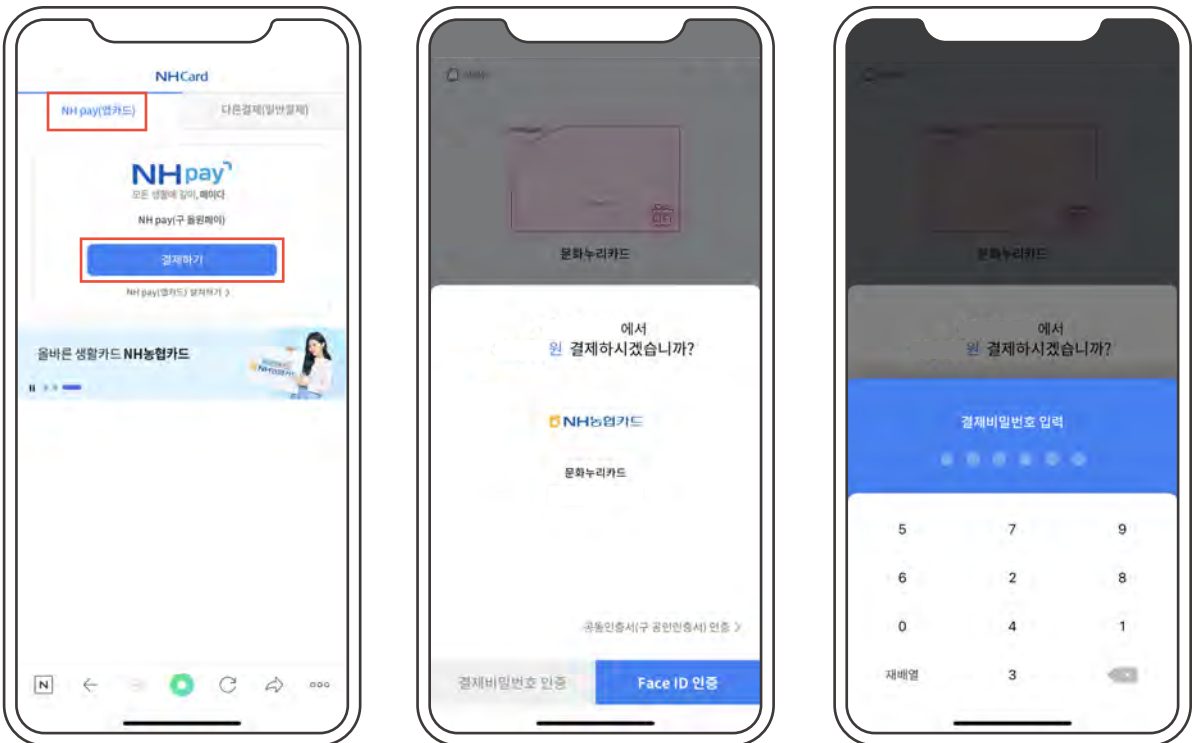 NHCard
NH pay(앱카드)
다른결제(일반결제)
NHpay
모든 생활에 깊이, 페이다
NH pay(구 올원페이)
결제하기
NH pay(앱카드) 설치하기 >
올바른 생활카드 NH농협카드
N
문화누리카드
에서
원 결제하시겠습니까?
NH농협카드
문화누리카드
공동인증서(구 공인인증서) 인증 >
결제비밀번호 인증
Face ID 인증
문화누리카드
에서
원 결제하시겠습니까?
결제비밀번호 입력
5 7 9
6 2 8
0 4 1
재배열 3